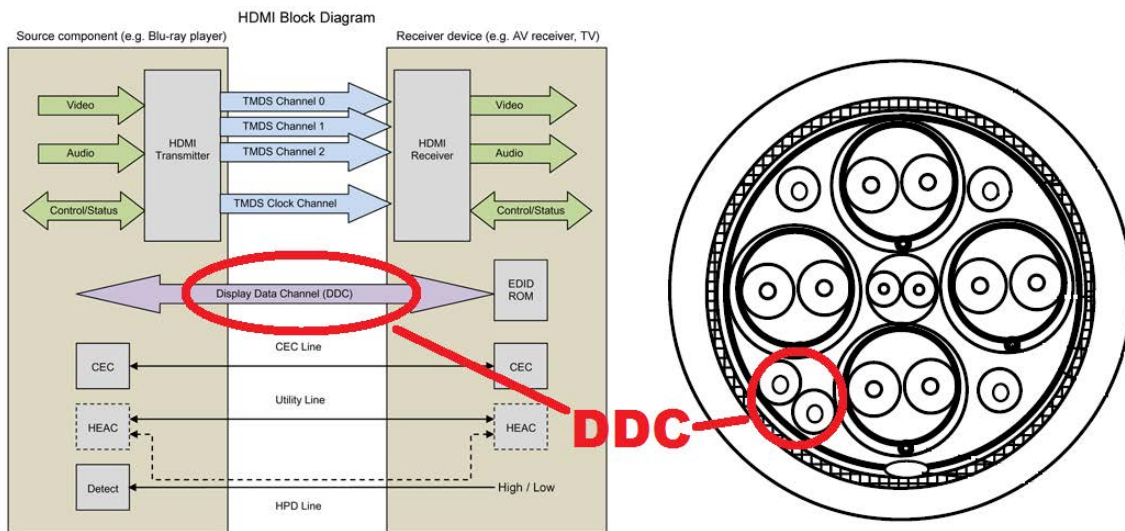 HDMI Block Diagram
Source component (e.g. Blu-ray player)
Receiver device (e.g. AV receiver, TV)
Video
Audio
Control/Status
HDMI
Transmitter
TMDS Channel 0
TMDS Channel 1
TMDS Channel 2
TMDS Clock Channel
HDMI
Receiver
Video
Audio
Control/Status
Display Data Channel (DDC)
EDID
ROM
CEC Line
CEC
CEC
Utility Line
HEAC
HEAC
DDC
Detect
High / Low
HPD Line